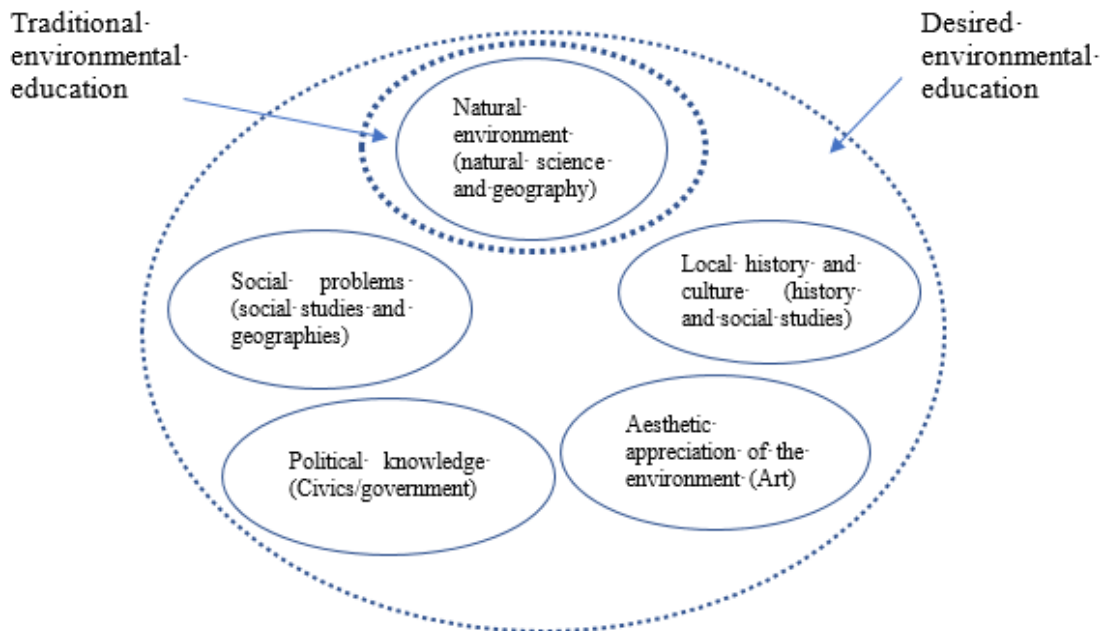 Traditional-
environmental-
education
Desired-
environmental-
education
Natural-
environment-
(natural- science-
and-geography)
Social- problems-
(social-studies-and-
geographies)
Local- history- and-
culture- (history-
and-social-studies)
Political- knowledge-
(Civics/government)
Aesthetic-
appreciation- of-the-
environment-(Art)